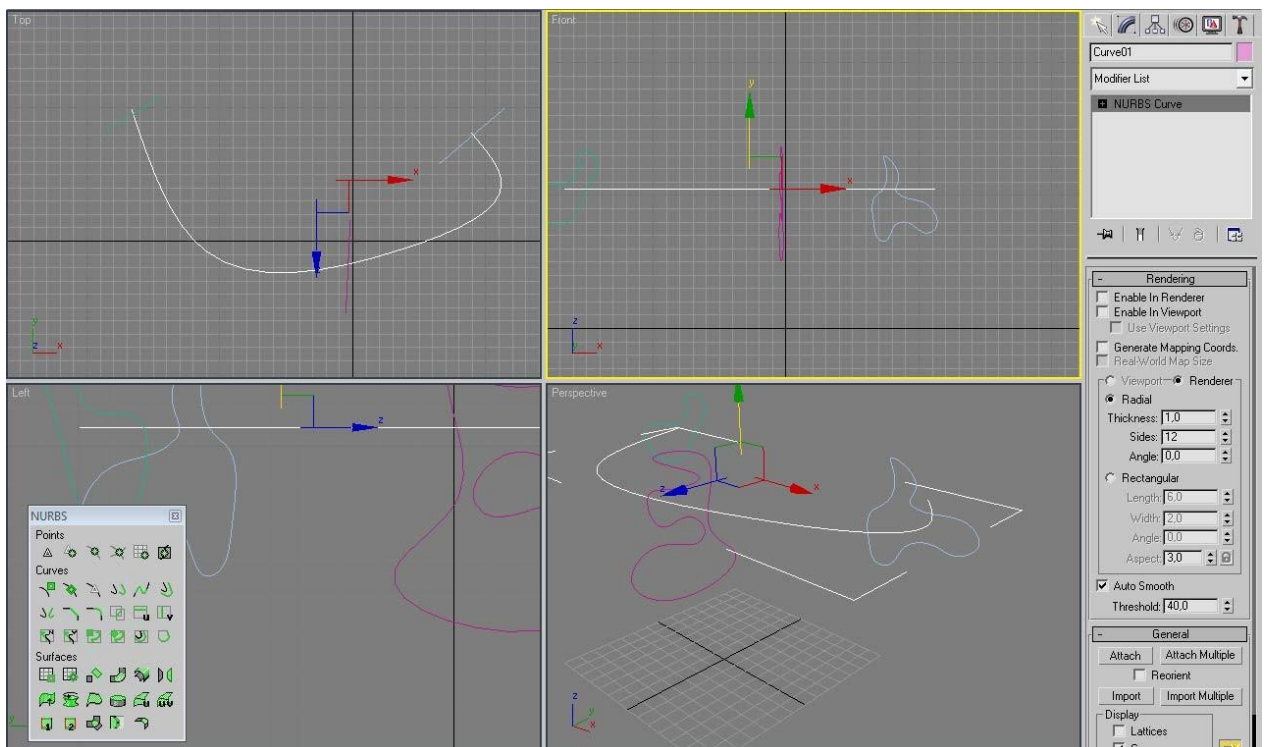 Top
Front
Left
Perspective
x
y
z
x
y
x
z
y
x
z
z
x
z
y
x
y
NURBS
Points
Curves
Surfaces
Curve01
Modifier List
NURBS Curve
- Rendering
Enable In Renderer
Enable In Viewport
Use Viewport Settings
Generate Mapping Coords.
Real-World Map Size
Viewport Renderer
Radial
Thickness: 1,0
Sides: 12
Angle: 0,0
Rectangular
Length: 6,0
Width: 2,0
Angle: 0,0
Aspect: 3,0
Auto Smooth
Threshold: 40,0
- General
Attach Attach Multiple
Reorient
Import Import Multiple
Display
Lattices